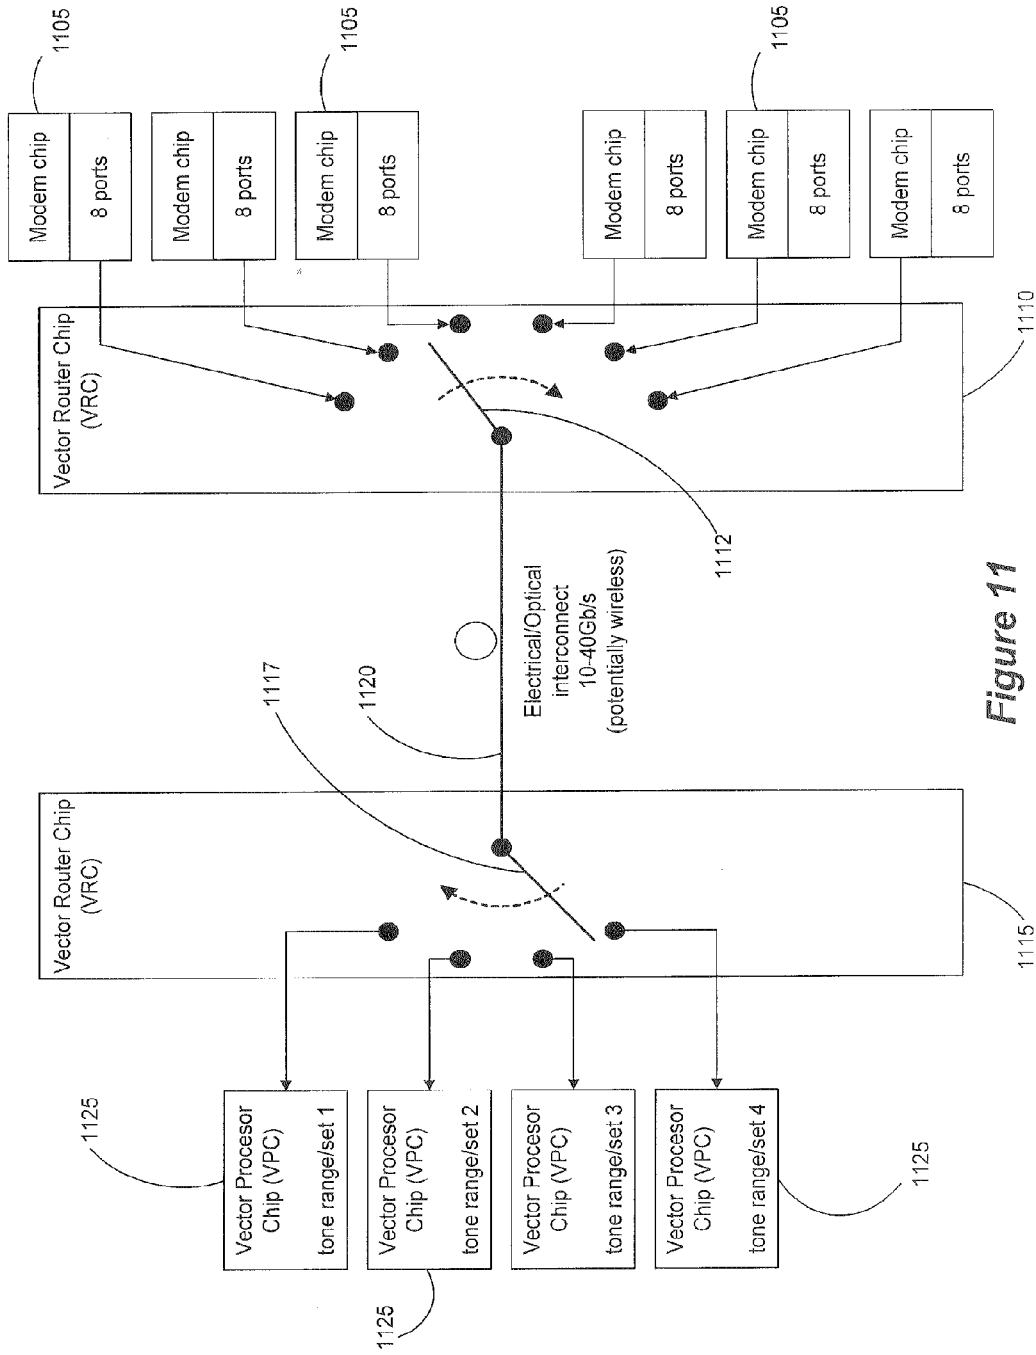 1105
Modem chip
8 ports
Modem chip
8 ports
1105
Modem chip
8 ports
Modem chip
8 ports
1105
Modem chip
8 ports
Modem chip
8 ports
Vector Router Chip
(VRC)
1110
1112
Electrical/Optical
interconnect
10-40Gb/s
(potentially wireless)
1117
1120
Vector Router Chip
(VRC)
1115
1125
Vector Procesor
Chip (VPC)
tone range/set 1
1125
Vector Procesor
Chip (VPC)
tone range/set 2
Vector Procesor
Chip (VPC)
tone range/set 3
Vector Procesor
Chip (VPC)
tone range/set 4
1125
Figure 11